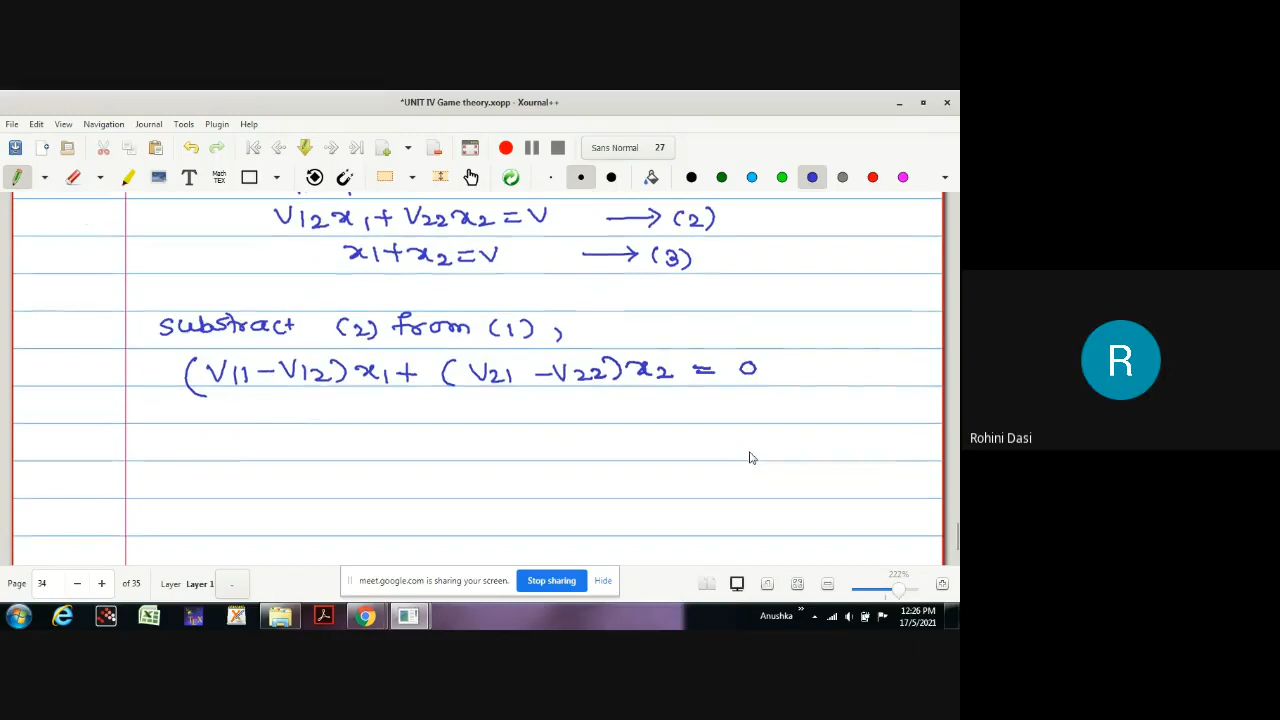 *UNIT IV Game theory.xopp - Xournal++
File Edit View Navigation Journal Tools Plugin Help
Sans Normal 27
T Math TEX
V12x1 + V22x2 = V → (2)
x1+x2 = V → (3)
substract (2) from (1) ,
(V11 - V12)x1 + (V21 - V22)x2 = 0
R
Rohini Dasi
Page 34 of 35 Layer Layer 1
meet.google.com is sharing your screen. Stop sharing Hide
222%
Anushka
12:26 PM
17/5/2021